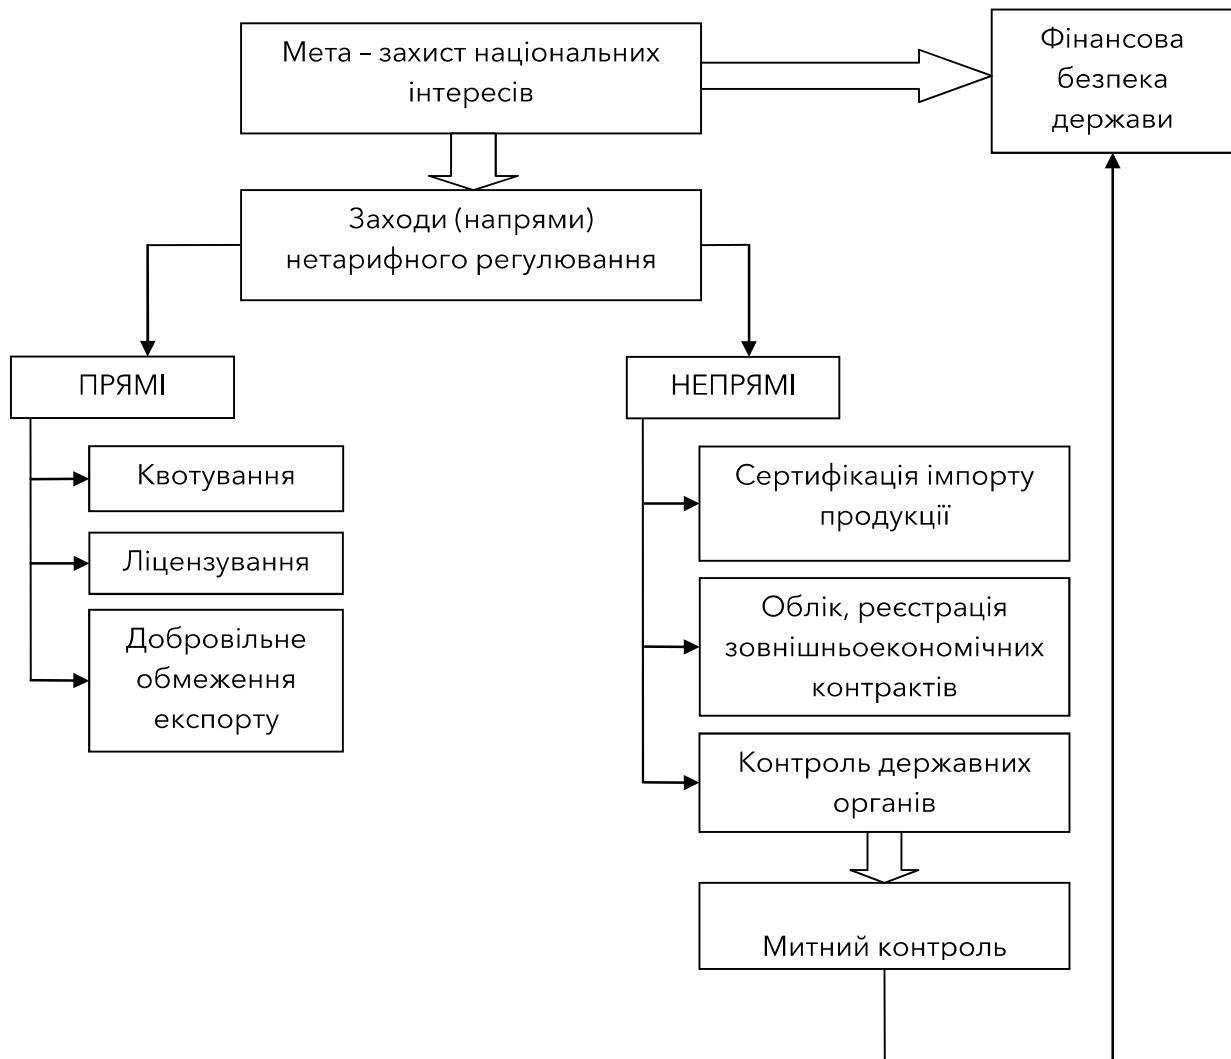 Мета – захист національних
інтересів
Фінансова
безпека
держави
Заходи (напрями)
нетарифного регулювання
ПРЯМІ
НЕПРЯМІ
Квотування
Ліцензування
Добровільне
обмеження
експорту
Сертифікація імпорту
продукції
Облік, реєстрація
зовнішньоекономічних
контрактів
Контроль державних
органів
Митний контроль